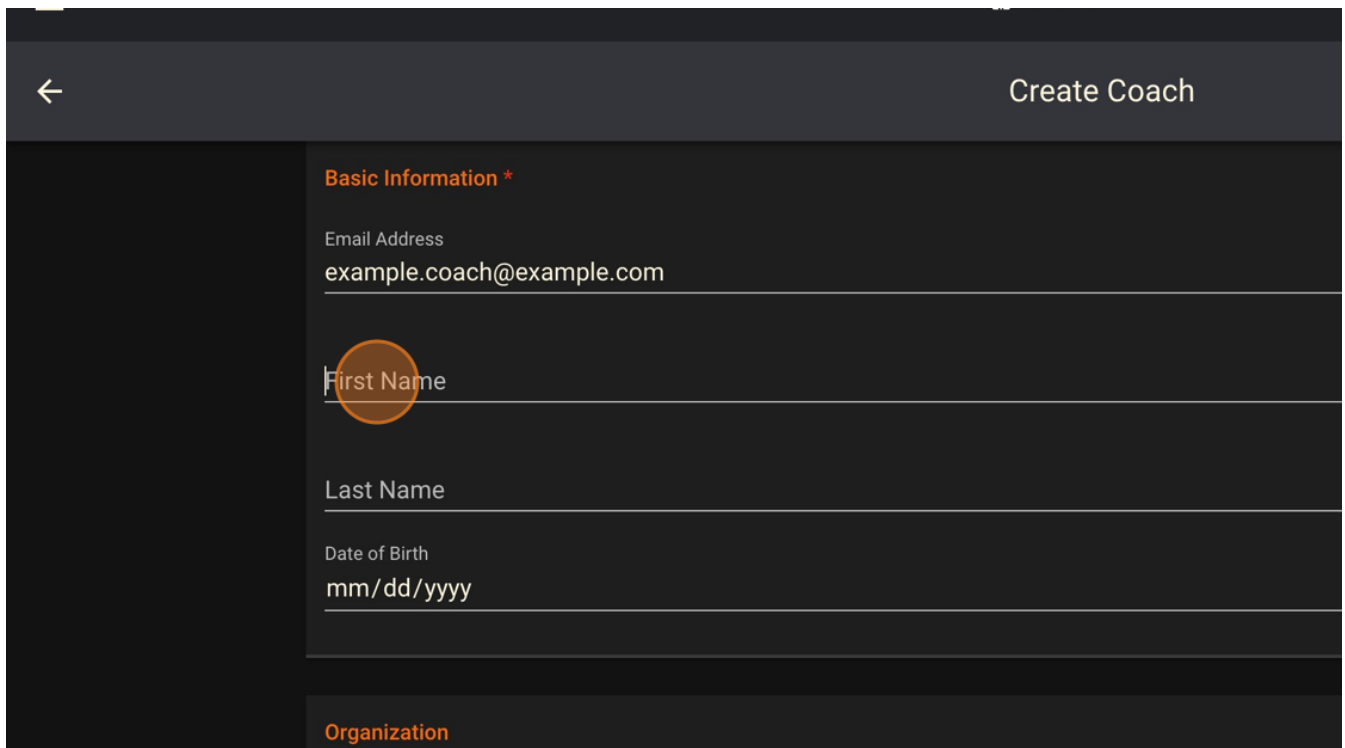 Create Coach
Basic Information *
Email Address
example.coach@example.com
First Name
Last Name
Date of Birth
mm/dd/yyyy
Organization